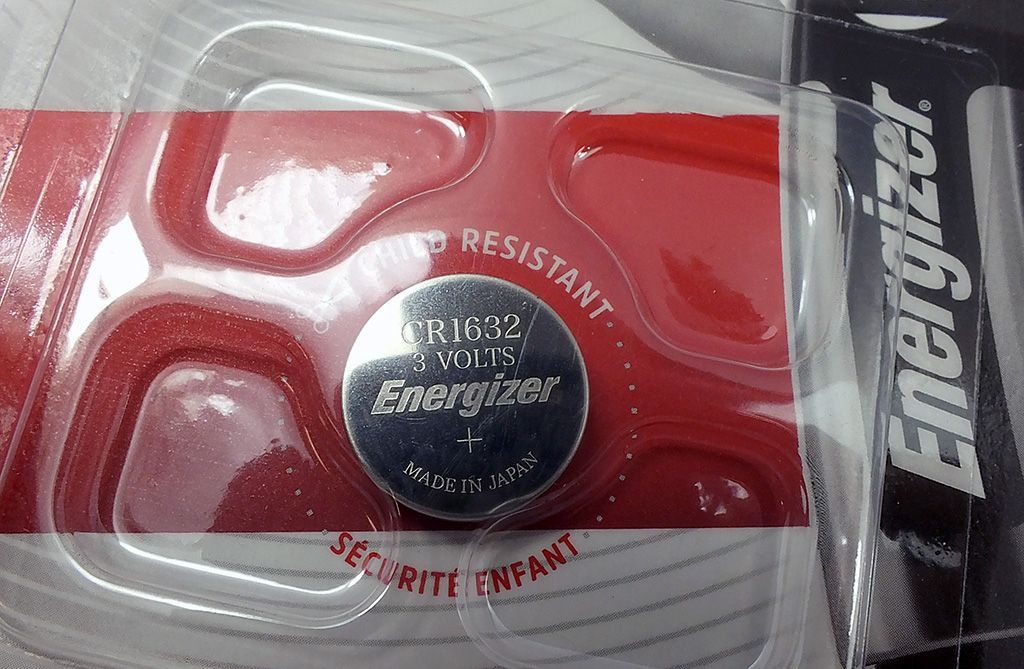 CHILD RESISTANT
CR1632
3 VOLTS
Energizer
+
MADE IN JAPAN
SÉCURITÉ ENFANT
Energizer®